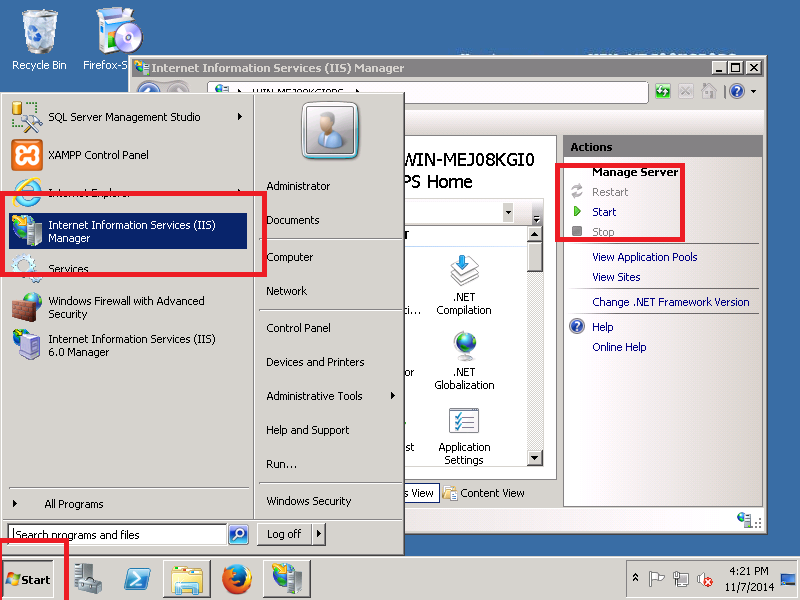 Recycle Bin
Firefox-S
Internet Information Services (IIS) Manager
WIN-MEJ08KGI0PS
SQL Server Management Studio
XAMPP Control Panel
Internet Explorer
Internet Information Services (IIS)
Manager
Services
Windows Firewall with Advanced
Security
Internet Information Services (IIS)
6.0 Manager
All Programs
Search programs and files
Administrator
Documents
Computer
Network
Control Panel
Devices and Printers
Administrative Tools
Help and Support
Run...
Windows Security
Log off
WIN-MEJ08KGI0
PS Home
T
.NET
Compilation
ti...
.NET
Globalization
or
Application
Settings
st
s View
Content View
Actions
Manage Server
Restart
Start
Stop
View Application Pools
View Sites
Change .NET Framework Version
Help
Online Help
Start
4:21 PM
11/7/2014